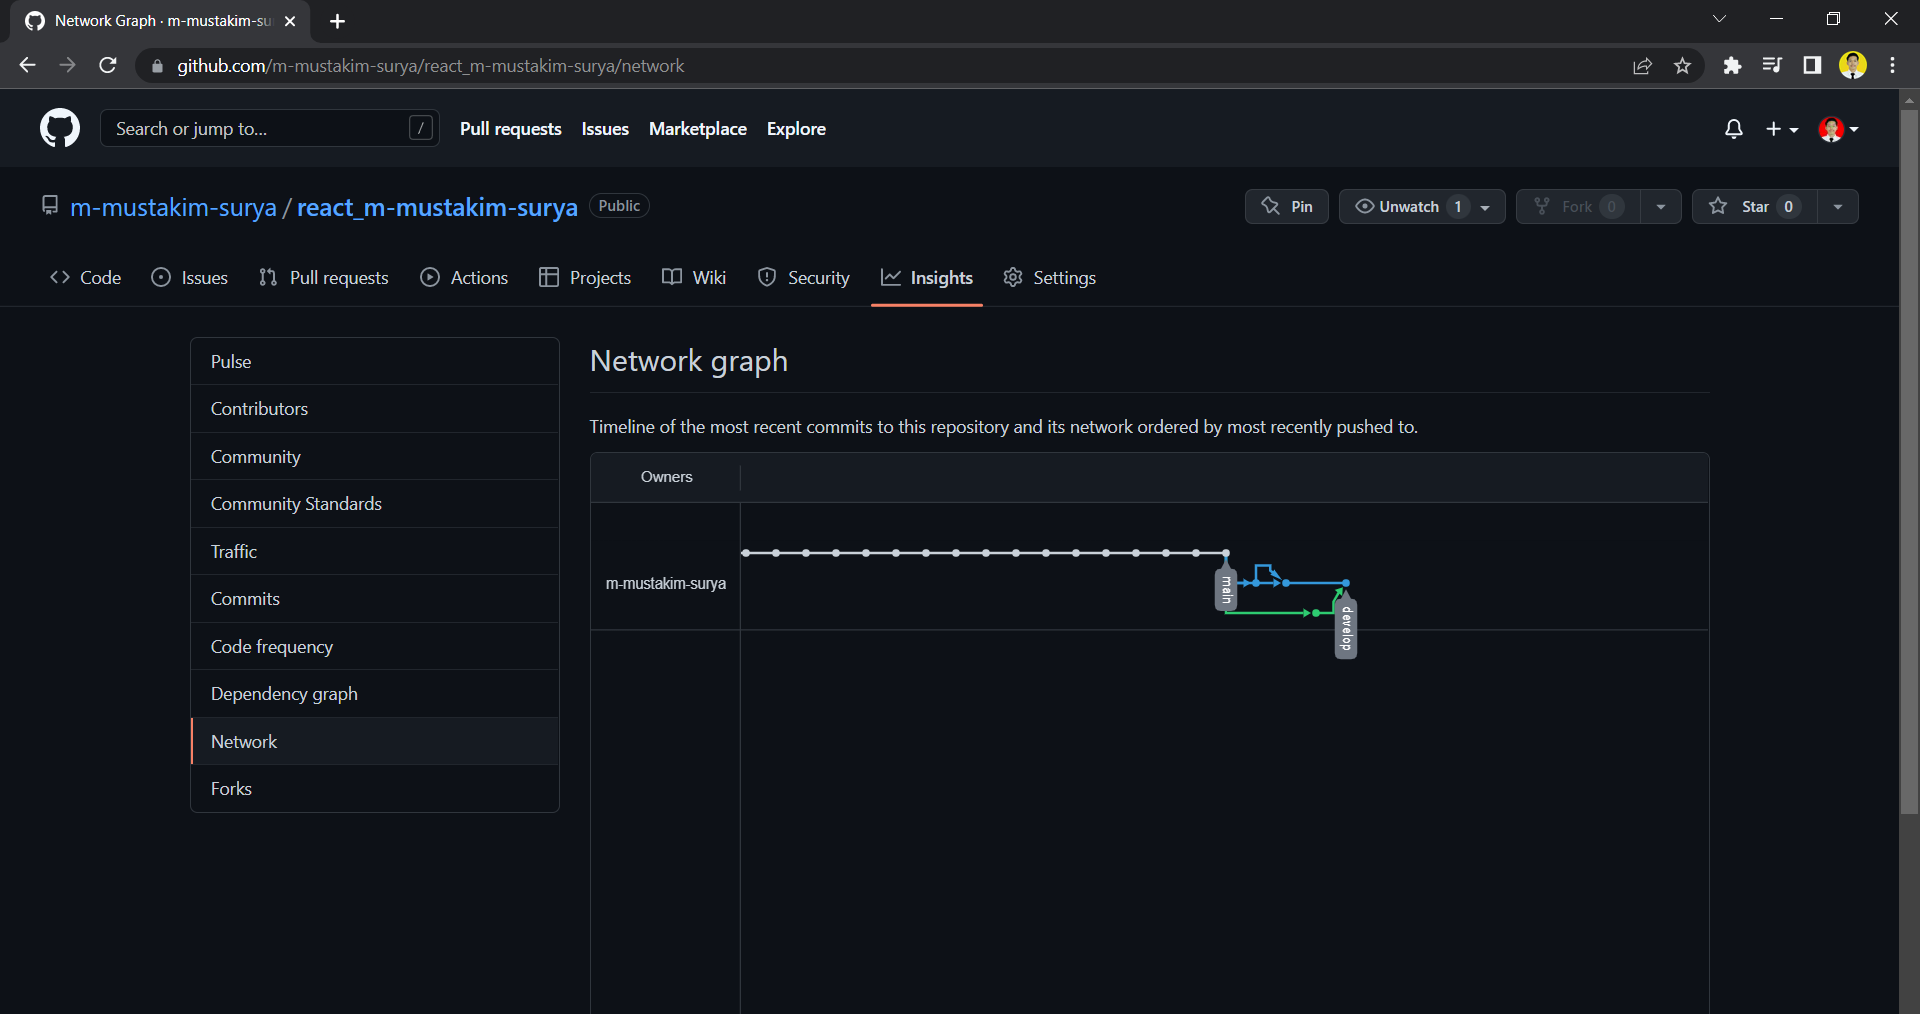 Network Graph · m-mustakim-su
github.com/m-mustakim-surya/react_m-mustakim-surya/network
Search or jump to... /
Pull requests Issues Marketplace Explore
m-mustakim-surya / react_m-mustakim-surya Public
Pin Unwatch 1 Fork 0 Star 0
Code Issues Pull requests Actions Projects Wiki Security Insights Settings
Pulse
Contributors
Community
Community Standards
Traffic
Commits
Code frequency
Dependency graph
Network
Forks
Network graph
Timeline of the most recent commits to this repository and its network ordered by most recently pushed to.
Owners
m-mustakim-surya
main
develop